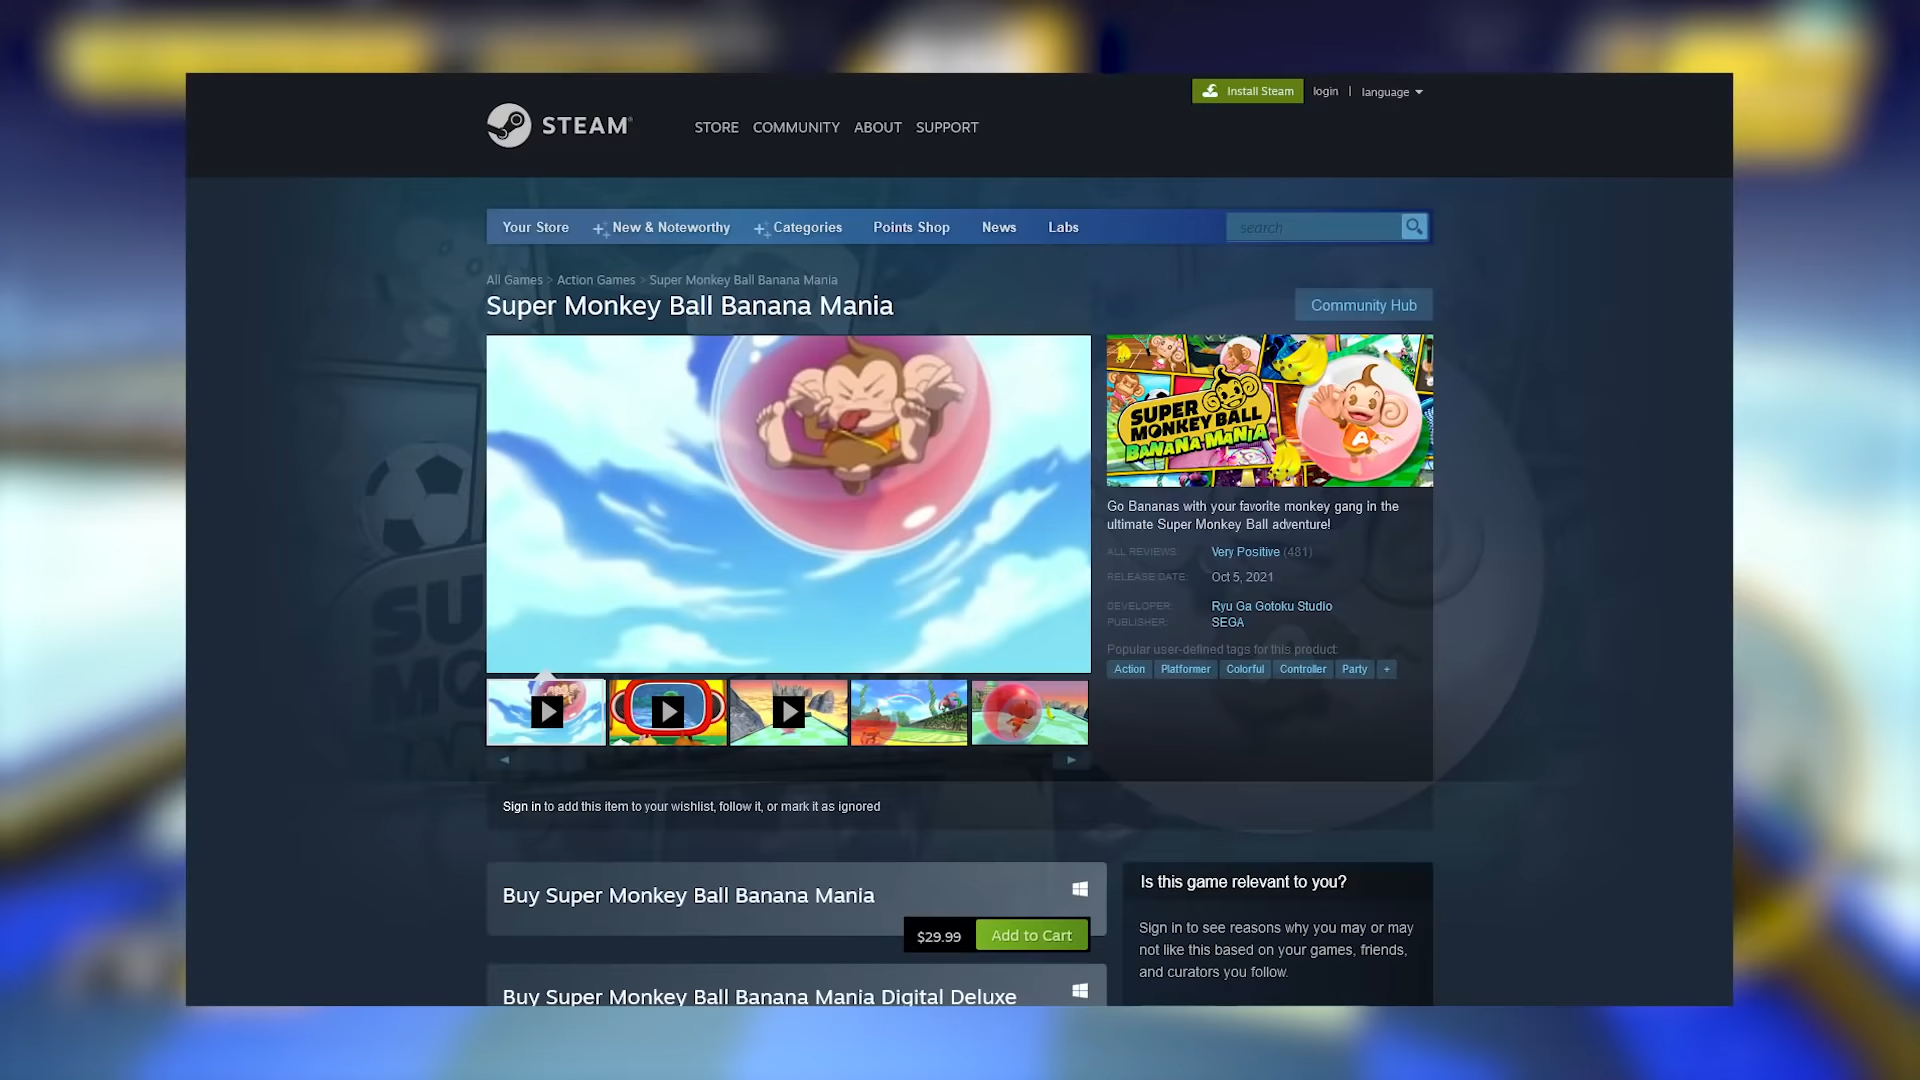 Install Steam login | language
STEAM®
STORE COMMUNITY ABOUT SUPPORT
Your Store New & Noteworthy Categories Points Shop News Labs search
All Games > Action Games > Super Monkey Ball Banana Mania
Super Monkey Ball Banana Mania
Community Hub
SUPER
MONKEY BALL
BANANA MANIA
A
Go Bananas with your favorite monkey gang in the
ultimate Super Monkey Ball adventure!
ALL REVIEWS: Very Positive (481)
RELEASE DATE: Oct 5, 2021
DEVELOPER: Ryu Ga Gotoku Studio
PUBLISHER: SEGA
Popular user-defined tags for this product:
Action Platformer Colorful Controller Party +
Sign in to add this item to your wishlist, follow it, or mark it as ignored
Buy Super Monkey Ball Banana Mania
$29.99 Add to Cart
Buy Super Monkey Ball Banana Mania Digital Deluxe
Is this game relevant to you?
Sign in to see reasons why you may or may
not like this based on your games, friends,
and curators you follow.